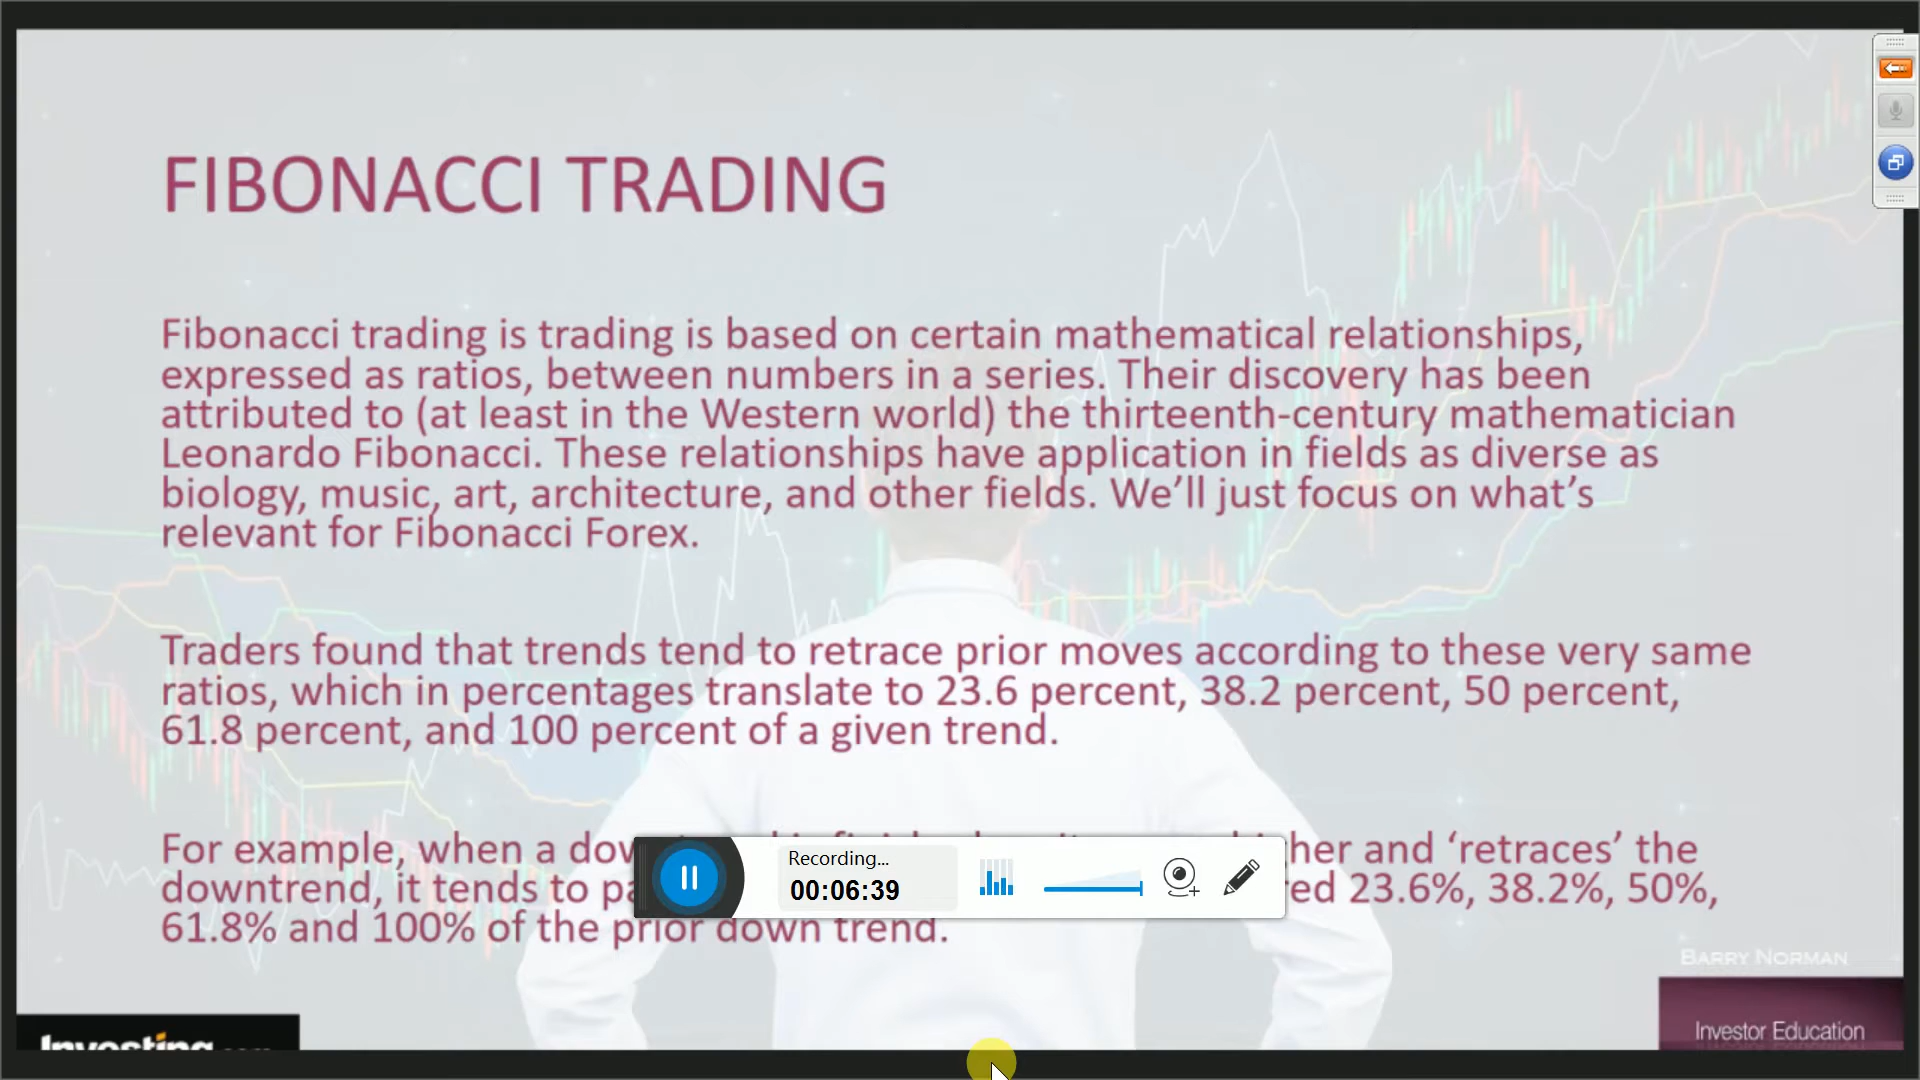 FIBONACCI TRADING
Fibonacci trading is trading is based on certain mathematical relationships,
expressed as ratios, between numbers in a series. Their discovery has been
attributed to (at least in the Western world) the thirteenth-century mathematician
Leonardo Fibonacci. These relationships have application in fields as diverse as
biology, music, art, architecture, and other fields. We’ll just focus on what’s
relevant for Fibonacci Forex.
Traders found that trends tend to retrace prior moves according to these very same
ratios, which in percentages translate to 23.6 percent, 38.2 percent, 50 percent,
61.8 percent, and 100 percent of a given trend.
For example, when a and ‘retraces’ the
downtrend, it tends to 23.6%, 38.2%, 50%,
61.8% and 100% of the prior down trend.
Recording...
00:06:39
BARRY NORMAN
Investing.com
Investor Education